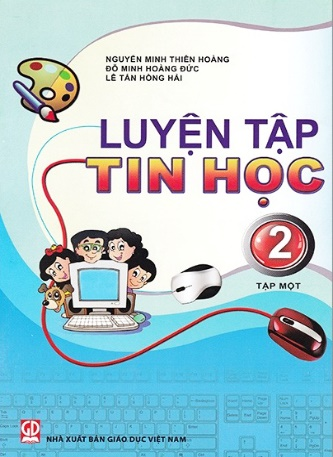 NGUYỄN MINH THIÊN HOÀNG
ĐỖ MINH HOÀNG ĐỨC
LÊ TẤN HỒNG HẢI
LUYỆN TẬP
TIN HỌC
2
TẬP MỘT
GD
NHÀ XUẤT BẢN GIÁO DỤC VIỆT NAM